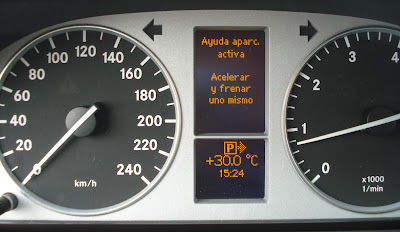 20
40
60
80
100
120
140
160
180
200
220
240
km/h
Ayuda aparc.
activa
Acelerar
y frenar
uno mismo
P
+30.0 °C
15:24
0
1
2
3
4
x1000
1/min